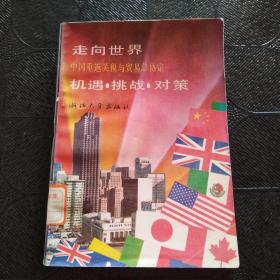 走向世界
中国重返关税与贸易总协定
机遇·挑战·对策
浙江大学出版社